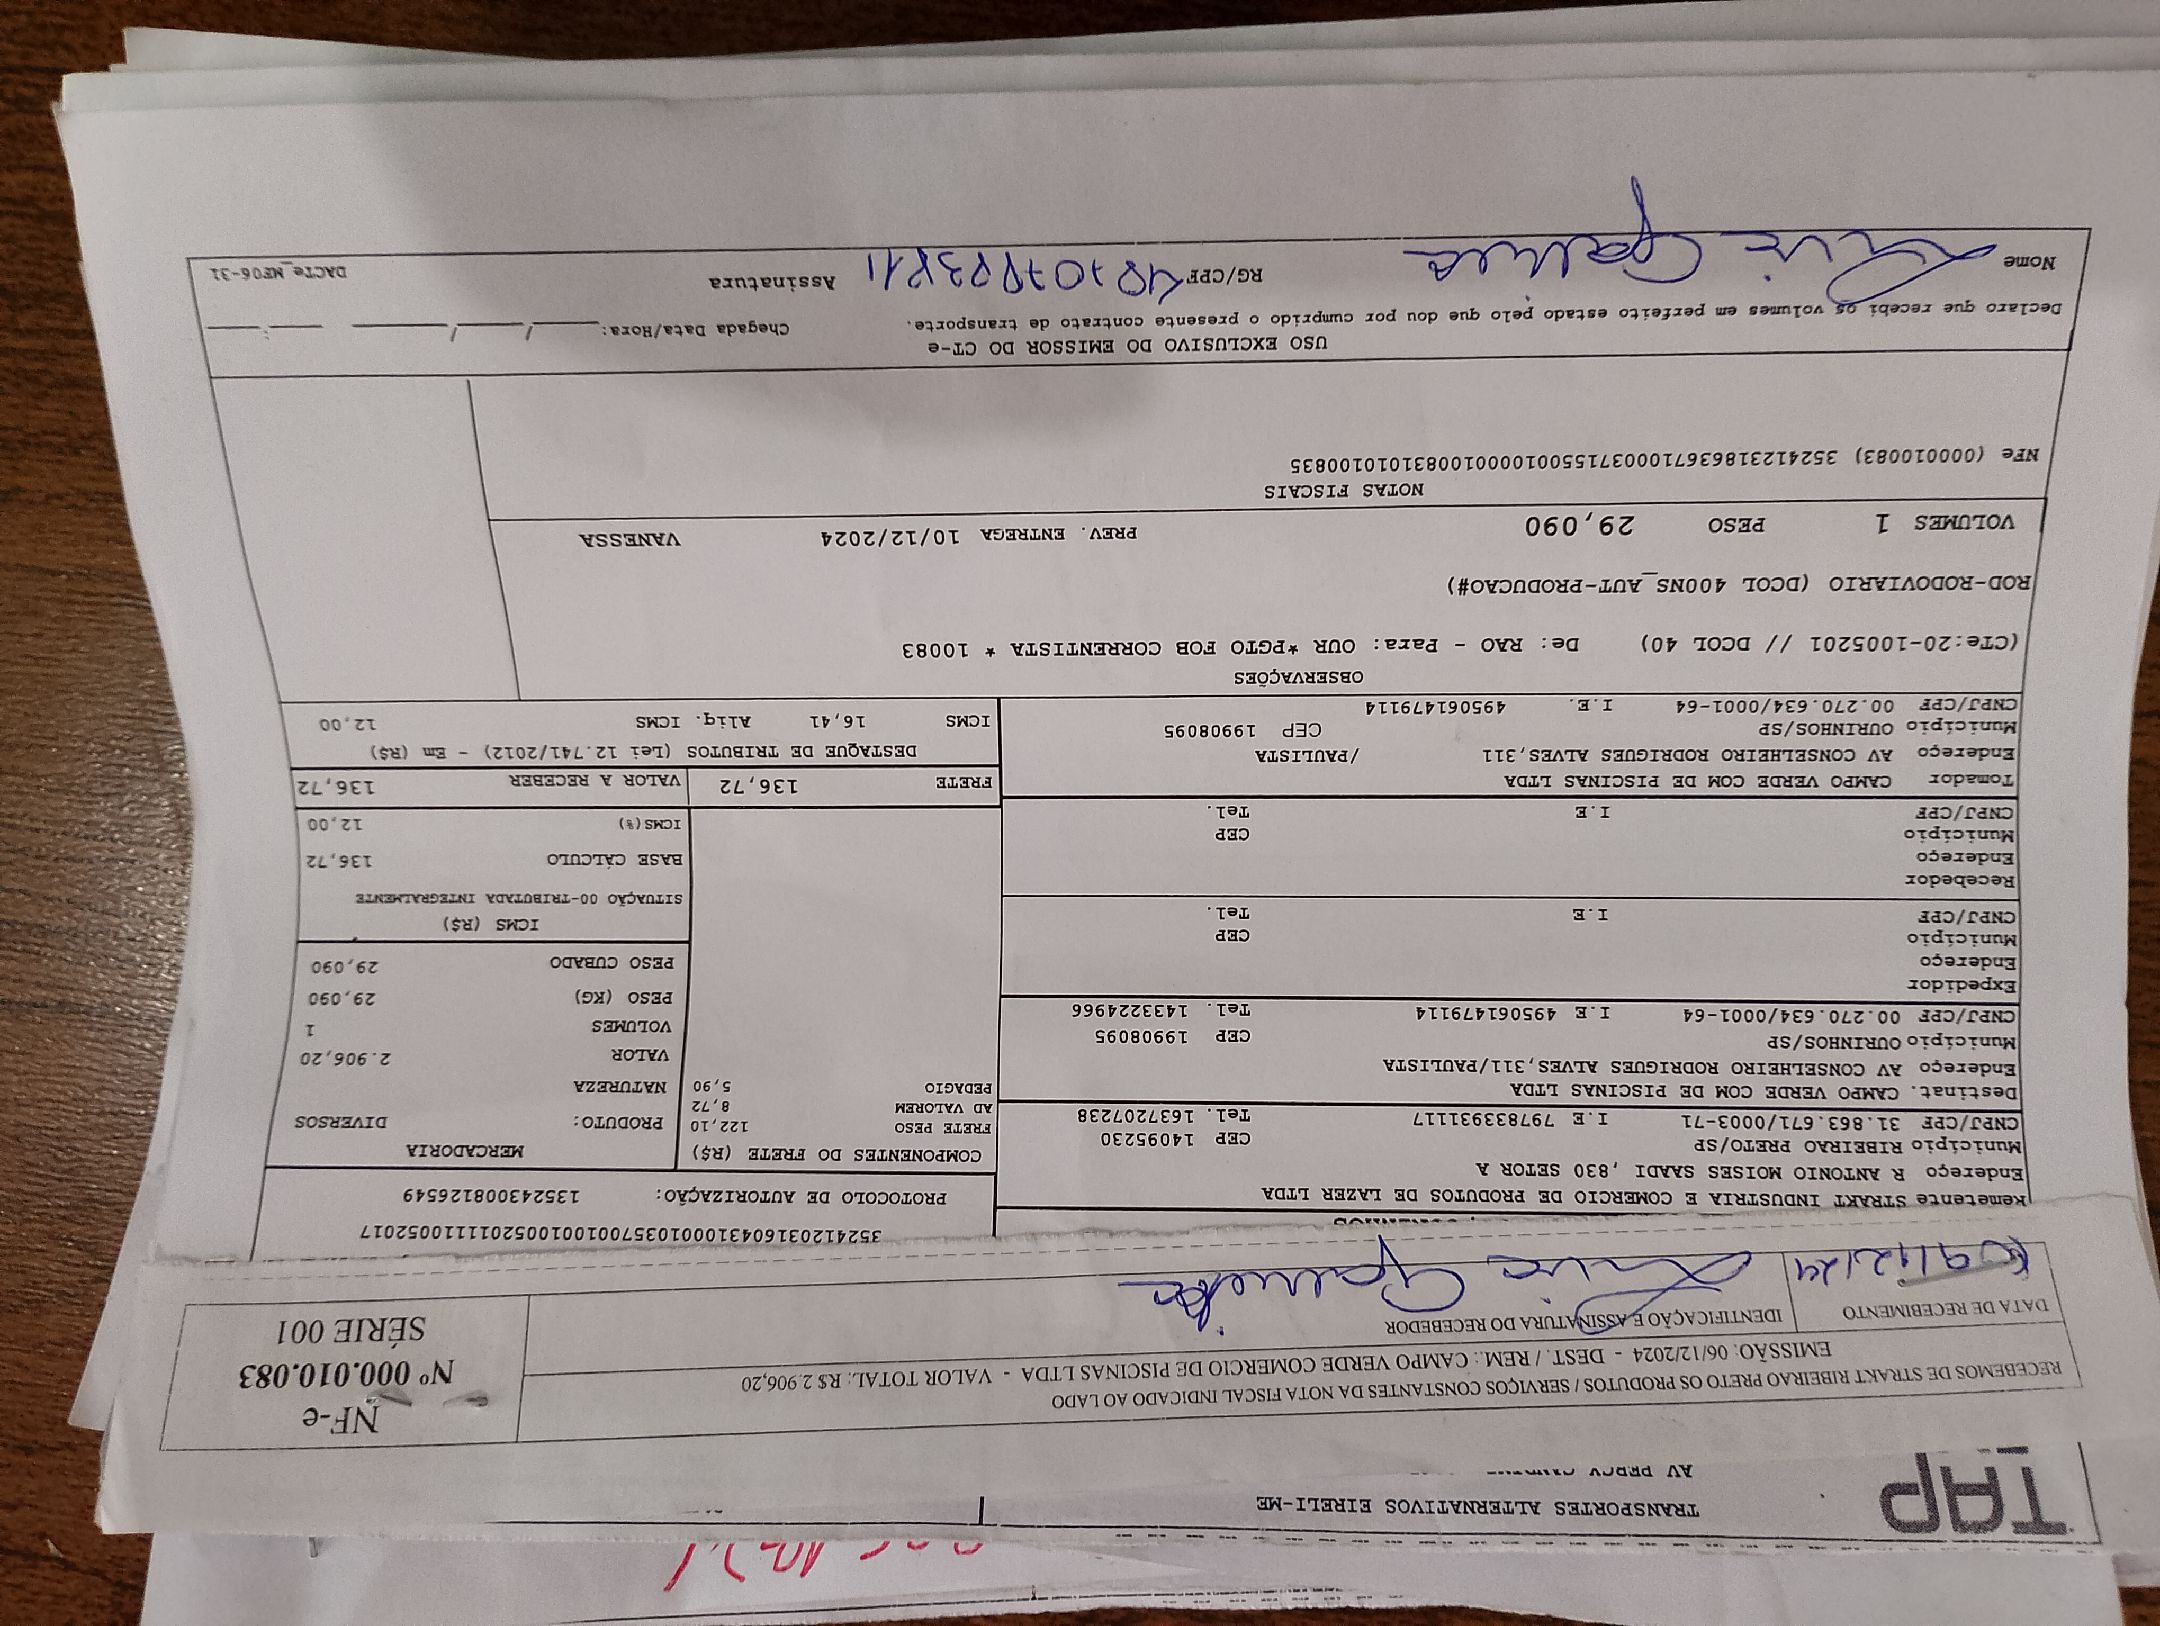 TAP
TRANSPORTES ALTERNATIVOS EIRELI-ME
AV PERCY
RECEBEMOS DE STRAKT RIBEIRAO PRETO OS PRODUTOS / SERVIÇOS CONSTANTES DA NOTA FISCAL INDICADO AO LADO
EMISSÃO: 06/12/2024 - DEST. / REM.: CAMPO VERDE COMERCIO DE PISCINAS LTDA - VALOR TOTAL: R$ 2.906,20
NF-e
Nº 000.010.083
SÉRIE 001
DATA DE RECEBIMENTO
IDENTIFICAÇÃO E ASSINATURA DO RECEBEDOR
09/12/24
35241203160431000103570010010052011110052017
PROTOCOLO DE AUTORIZAÇÃO: 135243008126549
Remetente STRAKT INDUSTRIA E COMERCIO DE PRODUTOS DE LAZER LTDA
Endereço R ANTONIO MOISES SAADI ,830 SETOR A
Município RIBEIRAO PRETO/SP CEP 14095230
CNPJ/CPF 31.863.671/0003-71 I.E 797833931117 Tel. 1637207238
Destinat. CAMPO VERDE COM DE PISCINAS LTDA
Endereço AV CONSELHEIRO RODRIGUES ALVES,311/PAULISTA
Município OURINHOS/SP CEP 19908095
CNPJ/CPF 00.270.634/0001-64 I.E 495061479114 Tel. 1433224966
Expedidor
Endereço
Município CEP
CNPJ/CPF I.E Tel.
Recebedor
Endereço
Município CEP
CNPJ/CPF I.E Tel.
Tomador CAMPO VERDE COM DE PISCINAS LTDA
Endereço AV CONSELHEIRO RODRIGUES ALVES,311 /PAULISTA
Município OURINHOS/SP CEP 19908095
CNPJ/CPF 00.270.634/0001-64 I.E. 495061479114
COMPONENTES DO FRETE (R$)
FRETE PESO 122,10
AD VALOREM 8,72
PEDAGIO 5,90
MERCADORIA
PRODUTO: DIVERSOS
NATUREZA
VALOR 2.906,20
VOLUMES 1
PESO (KG) 29,090
PESO CUBADO 29,090
ICMS (R$)
SITUAÇÃO 00-TRIBUTADA INTEGRALMENTE
BASE CÁLCULO 136,72
ICMS(%) 12,00
FRETE 136,72 VALOR A RECEBER 136,72
DESTAQUE DE TRIBUTOS (Lei 12.741/2012) - Em (R$)
ICMS 16,41 Aliq. ICMS 12,00
OBSERVAÇÕES
(CTe:20-1005201 // DCOL 40) De: RAO - Para: OUR *PGTO FOB CORRENTISTA * 10083
ROD-RODOVIARIO (DCOL 400NS_AUT-PRODUCAO#)
VOLUMES 1 PESO 29,090 PREV. ENTREGA 10/12/2024 VANESSA
NOTAS FISCAIS
NFe (000010083) 35241231863671000371550010000100831010100835
USO EXCLUSIVO DO EMISSOR DO CT-e
Declaro que recebi os volumes em perfeito estado pelo que dou por cumprido o presente contrato de transporte. Chegada Data/Hora: ____/____/____ ____:____
Nome RG/CPF Assinatura DACTe_MF06-31